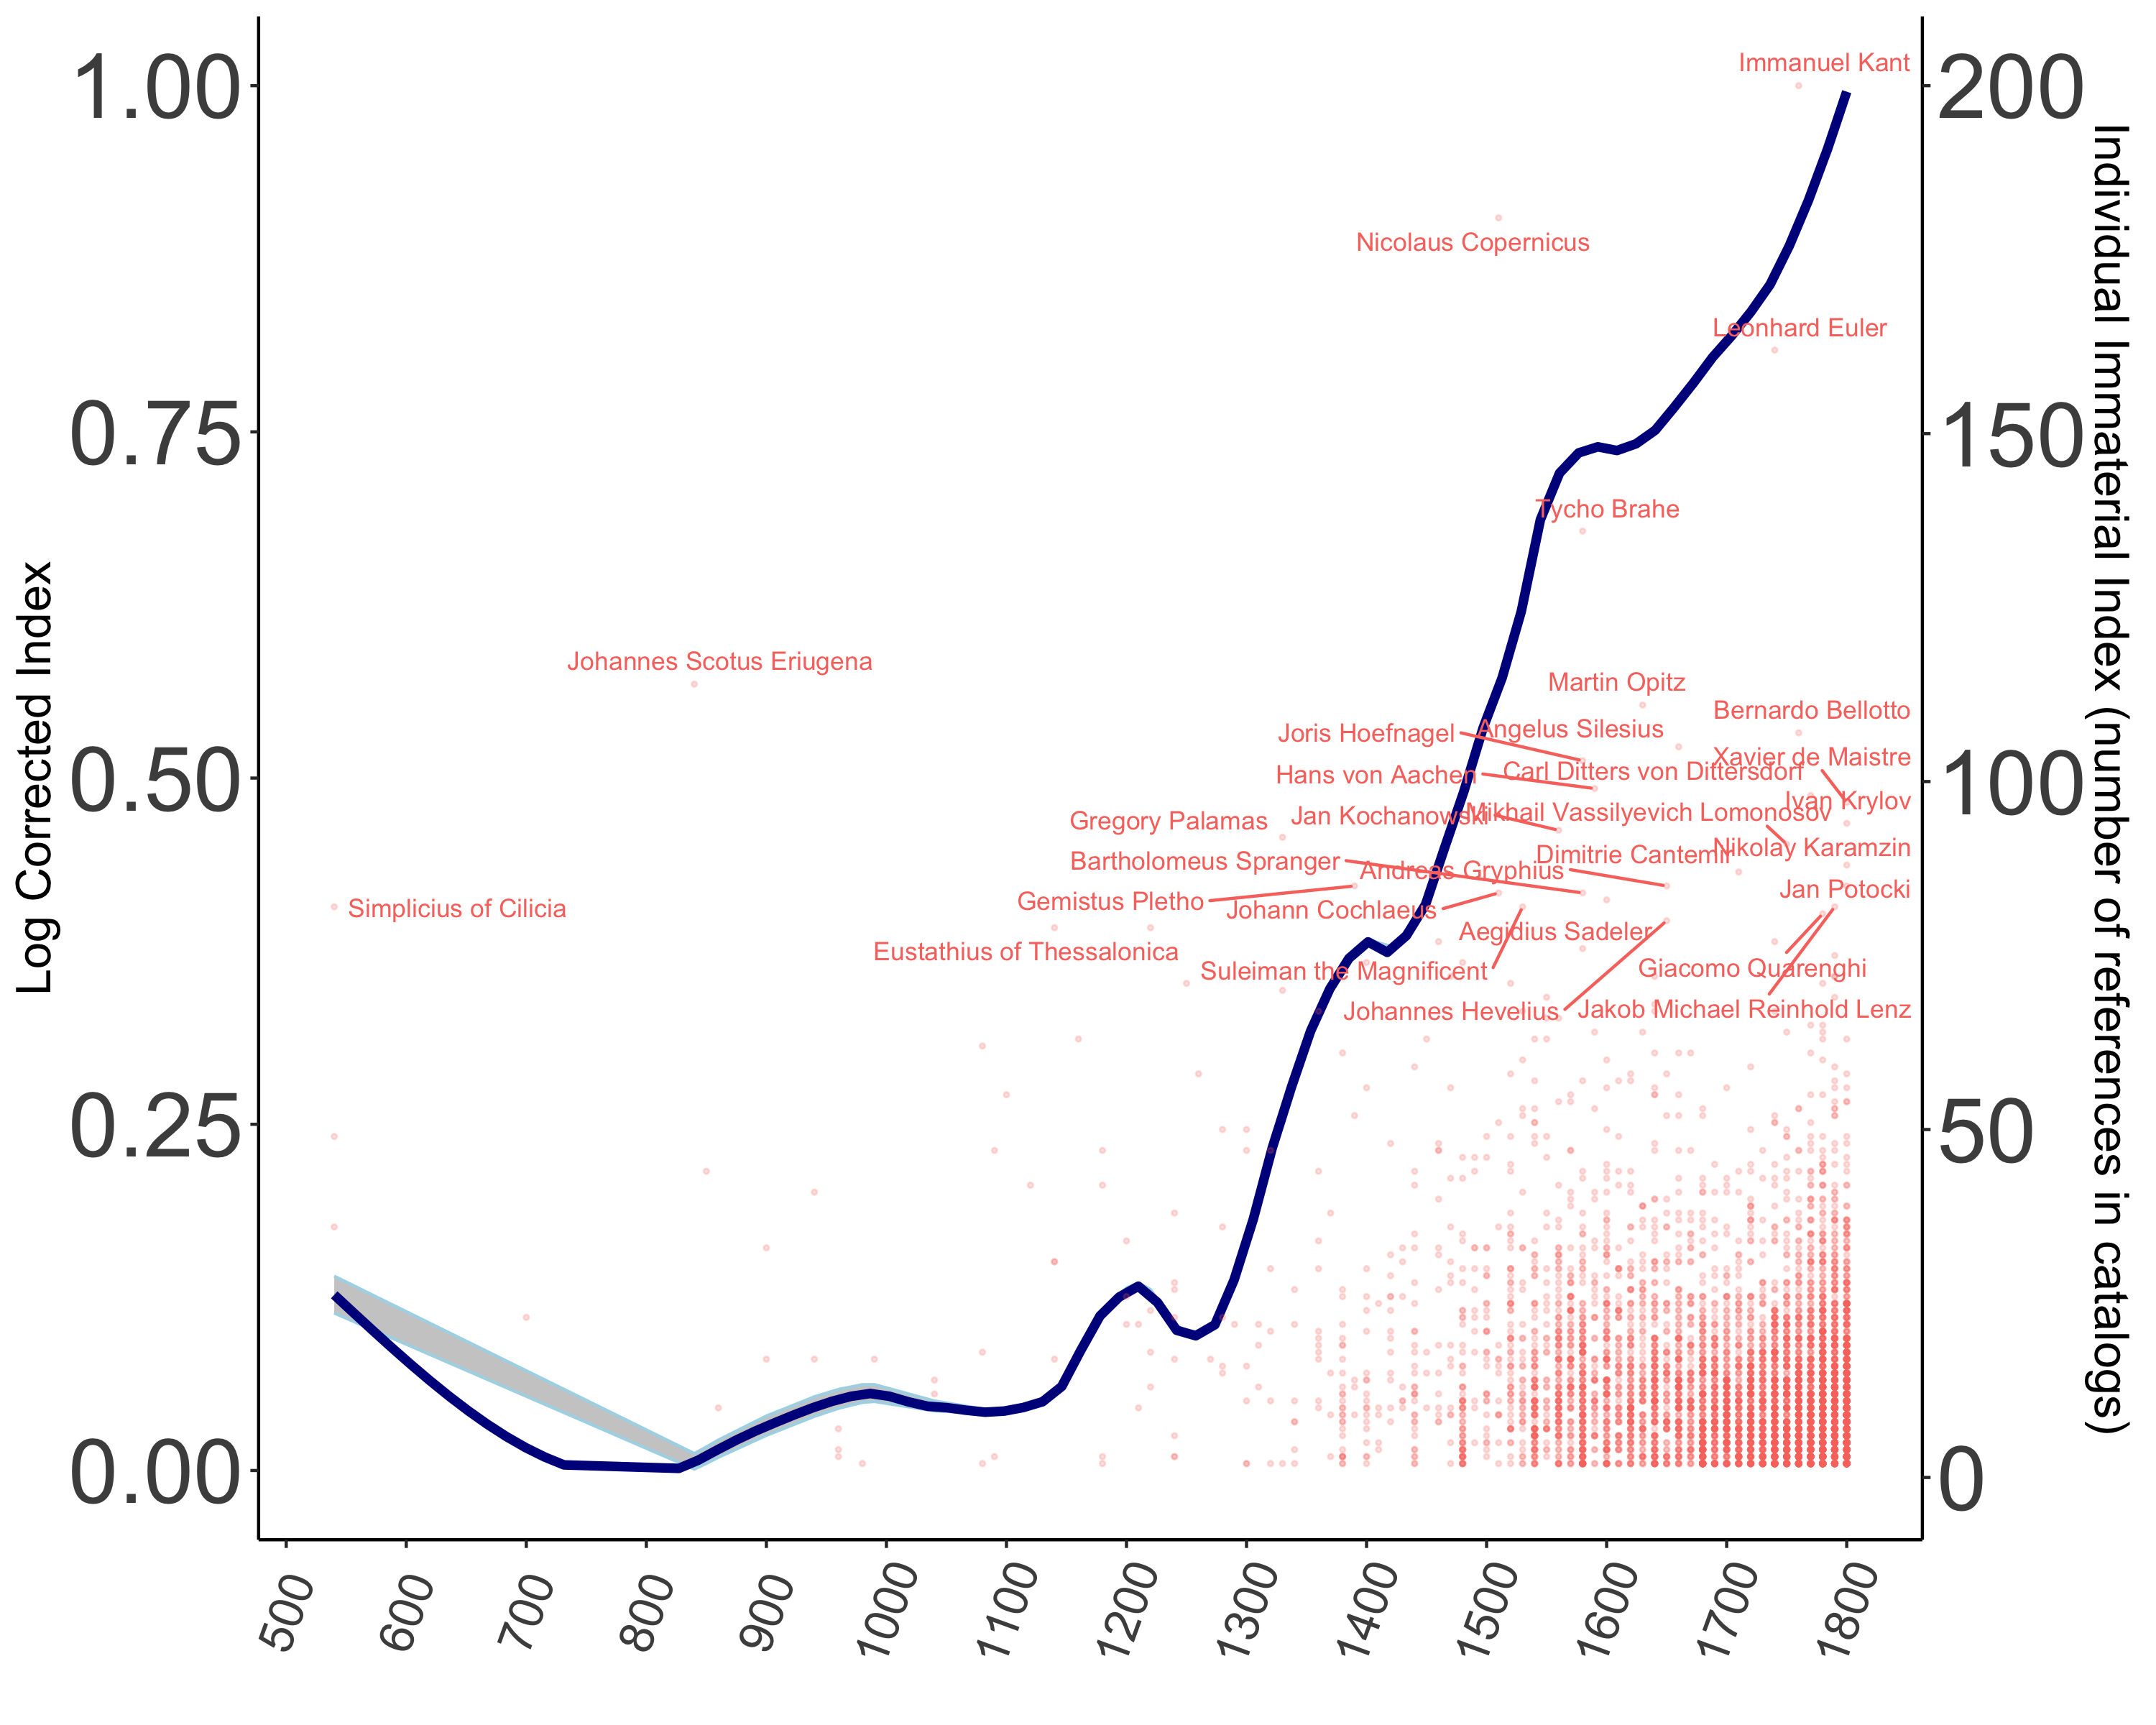 1.00
0.75
0.50
0.25
0.00
Log Corrected Index
200
150
100
50
0
Individual Immaterial Index (number of references in catalogs)
500
600
700
800
900
1000
1100
1200
1300
1400
1500
1600
1700
1800
Immanuel Kant
Nicolaus Copernicus
Leonhard Euler
Tycho Brahe
Johannes Scotus Eriugena
Martin Opitz
Bernardo Bellotto
Joris Hoefnagel
Angelus Silesius
Xavier de Maistre
Hans von Aachen
Carl Ditters von Dittersdorf
Ivan Krylov
Gregory Palamas
Jan Kochanowski
Mikhail Vassilyevich Lomonosov
Nikolay Karamzin
Bartholomeus Spranger
Andreas Gryphius
Dimitrie Cantemir
Jan Potocki
Gemistus Pletho
Simplicius of Cilicia
Johann Cochlaeus
Aegidius Sadeler
Eustathius of Thessalonica
Suleiman the Magnificent
Giacomo Quarenghi
Johannes Hevelius
Jakob Michael Reinhold Lenz